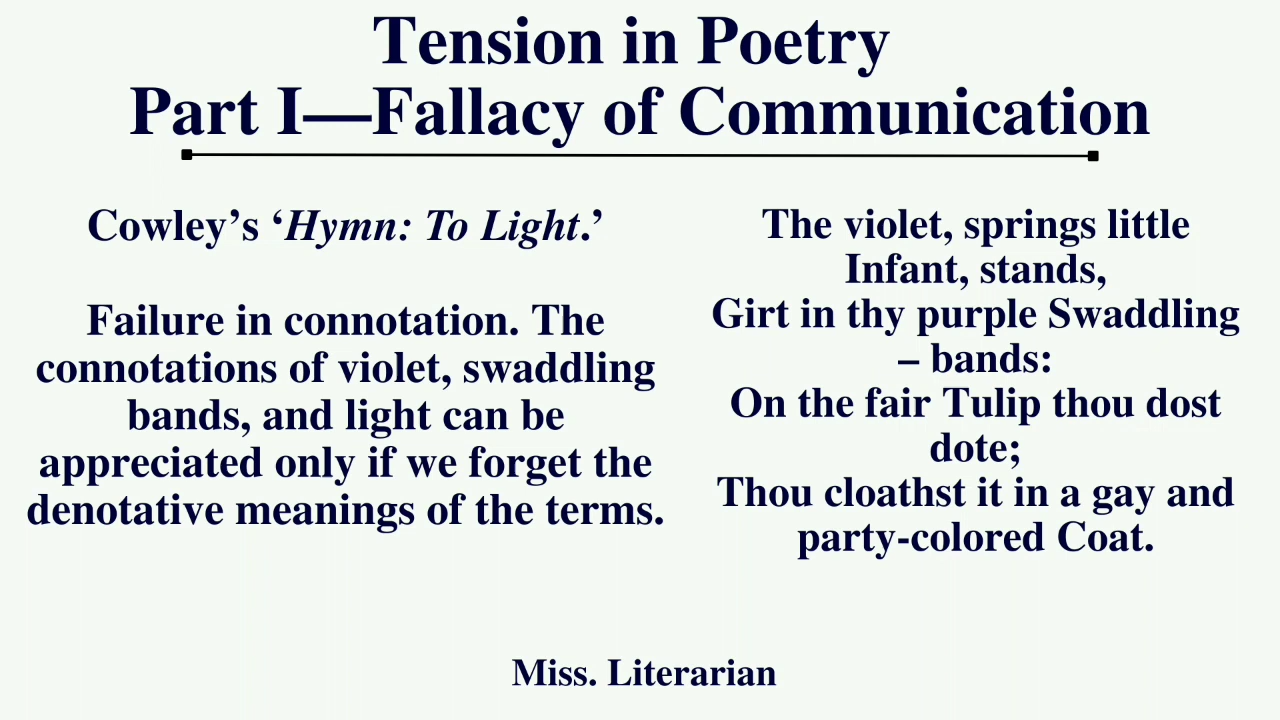 Tension in Poetry
Part I—Fallacy of Communication
Cowley’s ‘Hymn: To Light.’
Failure in connotation. The
connotations of violet, swaddling
bands, and light can be
appreciated only if we forget the
denotative meanings of the terms.
The violet, springs little
Infant, stands,
Girt in thy purple Swaddling
– bands:
On the fair Tulip thou dost
dote;
Thou cloathst it in a gay and
party-colored Coat.
Miss. Literarian